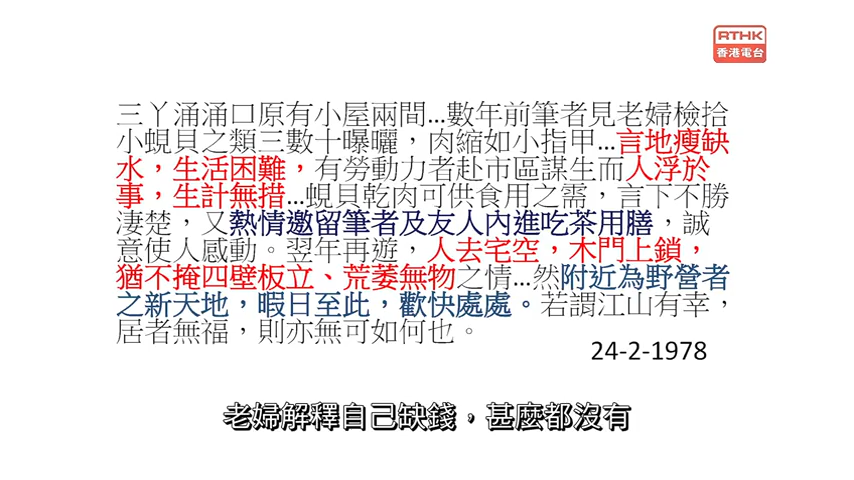 RTHK
香港電台
三丫涌涌口原有小屋兩間...數年前筆者見老婦檢拾
小蜆貝之類三數十曝曬，肉縮如小指甲...言地瘦缺
水，生活困難，有勞動力者赴市區謀生而人浮於
事，生計無措...蜆貝乾肉可供食用之需，言下不勝
淒楚，又熱情邀留筆者及友人內進吃茶用膳，誠
意使人感動。翌年再遊，人去宅空，木門上鎖，
猶不掩四壁板立、荒萎無物之情...然附近為野營者
之新天地，暇日至此，歡快處處。若謂江山有幸，
居者無福，則亦無可如何也。
24-2-1978
老婦解釋自己缺錢，甚麼都沒有